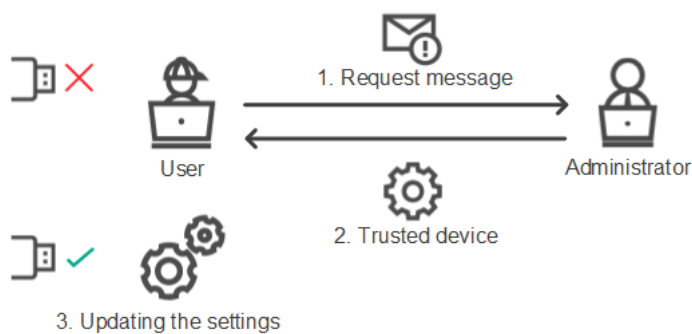 1. Request message
User
Administrator
2. Trusted device
3. Updating the settings